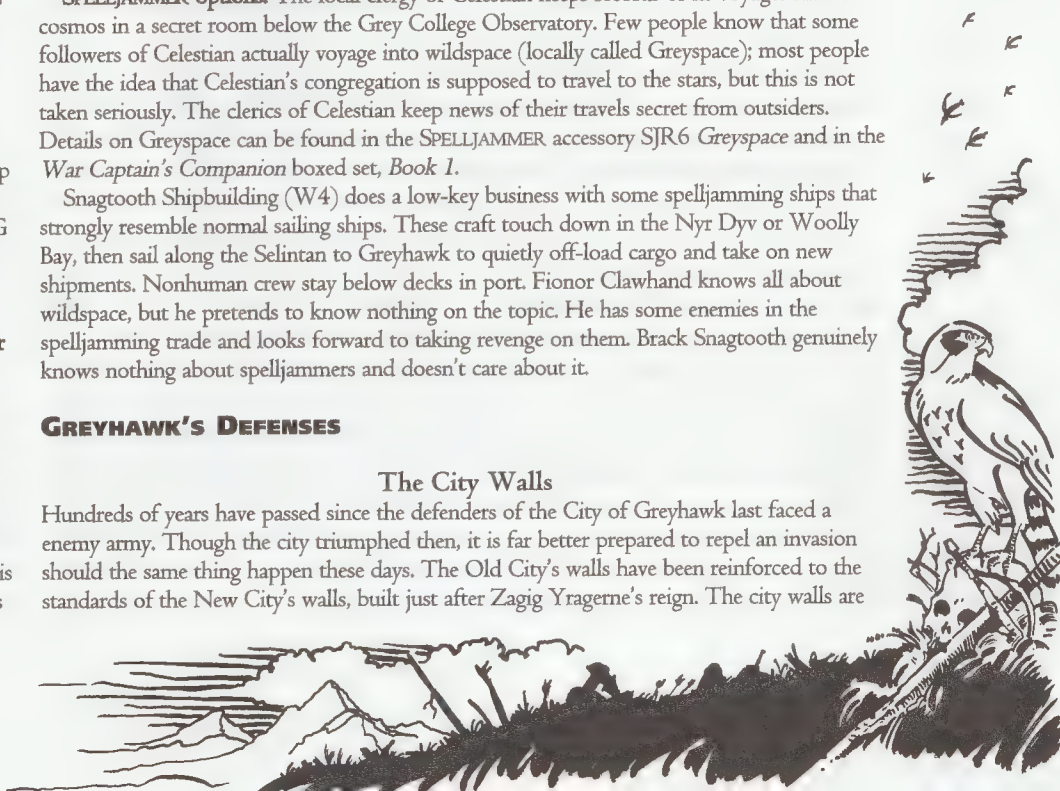 SPELLJAMMER Options. The local clergy of Celestian keeps
cosmos in a secret room below the Grey College Observatory. Few people know that some
followers of Celestian actually voyage into wildspace (locally called Greyspace); most people
have the idea that Celestian's congregation is supposed to travel to the stars, but this is not
taken seriously. The clerics of Celestian keep news of their travels secret from outsiders.
Details on Greyspace can be found in the SPELLJAMMER accessory SJR6 Greyspace and in the
p
War Captain's Companion boxed set, Book 1.
Snagtooth Shipbuilding (W4) does a low-key business with some spelljamming ships that
G
strongly resemble normal sailing ships. These craft touch down in the Nyr Dyv or Woolly
Bay, then sail along the Selintan to Greyhawk to quietly off-load cargo and take on new
shipments. Nonhuman crew stay below decks in port. Fionor Clawhand knows all about
wildspace, but he pretends to know nothing on the topic. He has some enemies in the
r
spelljamming trade and looks forward to taking revenge on them. Brack Snagtooth genuinely
knows nothing about spelljammers and doesn't care about it.
GREYHAWK'S DEFENSES
The City Walls
Hundreds of years have passed since the defenders of the City of Greyhawk last faced a
enemy army. Though the city triumphed then, it is far better prepared to repel an invasion
is
should the same thing happen these days. The Old City's walls have been reinforced to the
s
standards of the New City's walls, built just after Zagig Yragerne's reign. The city walls are